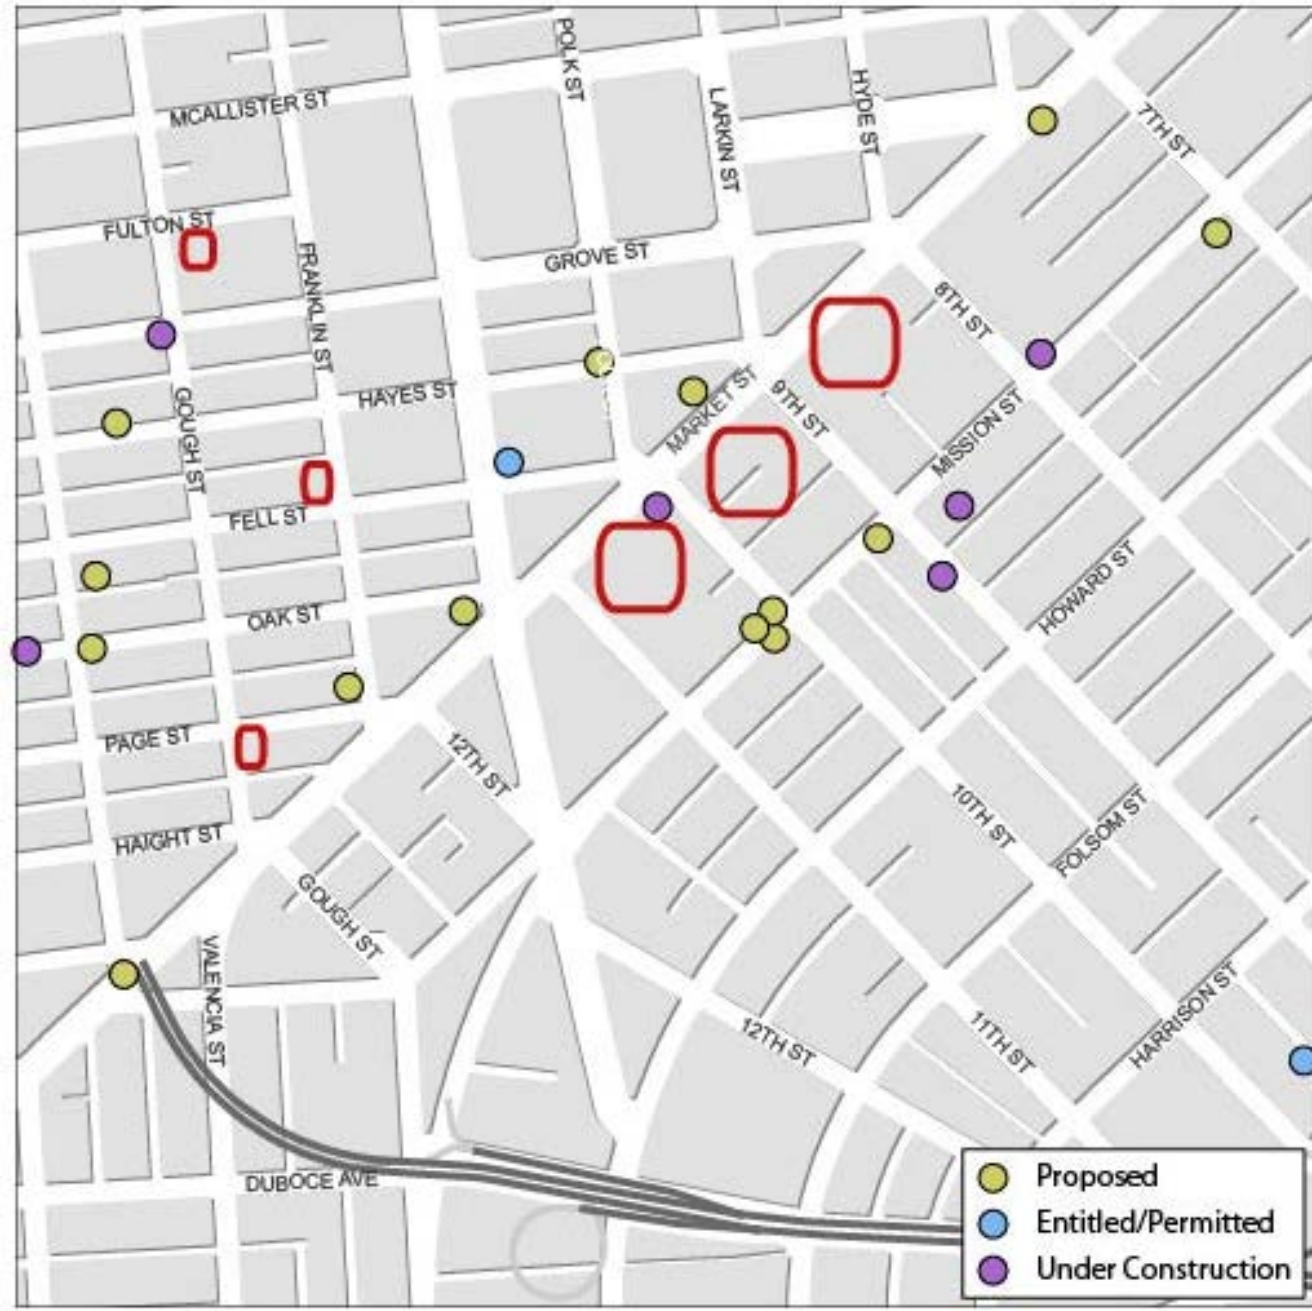 POLK ST
MCALLISTER ST
LARKIN ST
HYDE ST
7TH ST
FULTON ST
GROVE ST
FRANKLIN ST
8TH ST
HAYES ST
GOUGH ST
MARKET ST
9TH ST
MISSION ST
FELL ST
OAK ST
HOWARD ST
PAGE ST
12TH ST
10TH ST
FOLSOM ST
HAIGHT ST
GOUGH ST
VALENCIA ST
12TH ST
11TH ST
HARRISON ST
DUBOCE AVE
Proposed
Entitled/Permitted
Under Construction